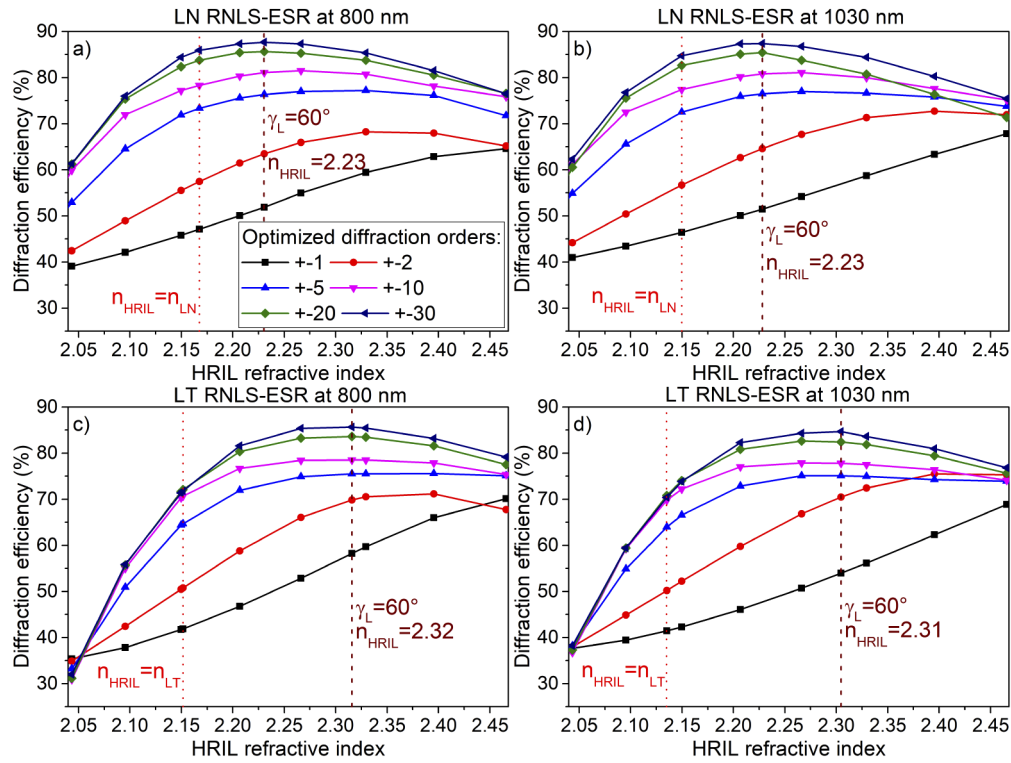 LN RNLS-ESR at 800 nm
a)
Diffraction efficiency (%)
90
80
70
60
50
40
30
γL=60°
nHRIL=2.23
nHRIL=nLN
Optimized diffraction orders:
+-1 +-2
+-5 +-10
+-20 +-30
2.05 2.10 2.15 2.20 2.25 2.30 2.35 2.40 2.45
HRIL refractive index
LN RNLS-ESR at 1030 nm
b)
Diffraction efficiency (%)
90
80
70
60
50
40
30
γL=60°
nHRIL=2.23
nHRIL=nLN
2.05 2.10 2.15 2.20 2.25 2.30 2.35 2.40 2.45
HRIL refractive index
LT RNLS-ESR at 800 nm
c)
Diffraction efficiency (%)
90
80
70
60
50
40
30
γL=60°
nHRIL=2.32
nHRIL=nLT
2.05 2.10 2.15 2.20 2.25 2.30 2.35 2.40 2.45
HRIL refractive index
LT RNLS-ESR at 1030 nm
d)
Diffraction efficiency (%)
90
80
70
60
50
40
30
γL=60°
nHRIL=2.31
nHRIL=nLT
2.05 2.10 2.15 2.20 2.25 2.30 2.35 2.40 2.45
HRIL refractive index